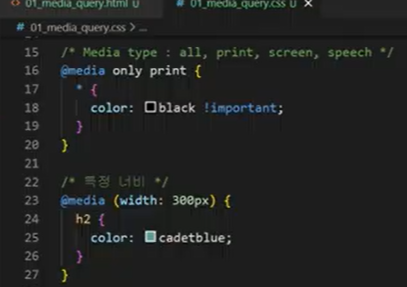 01_media_query.html U
01_media_query.css U ×
# 01_media_query.css > ...
15 /* Media type : all, print, screen, speech */
16 @media only print {
17 * {
18 color: black !important;
19 }
20 }
21
22 /* 특정 너비 */
23 @media (width: 300px) {
24 h2 {
25 color: cadetblue;
26 }
27 }